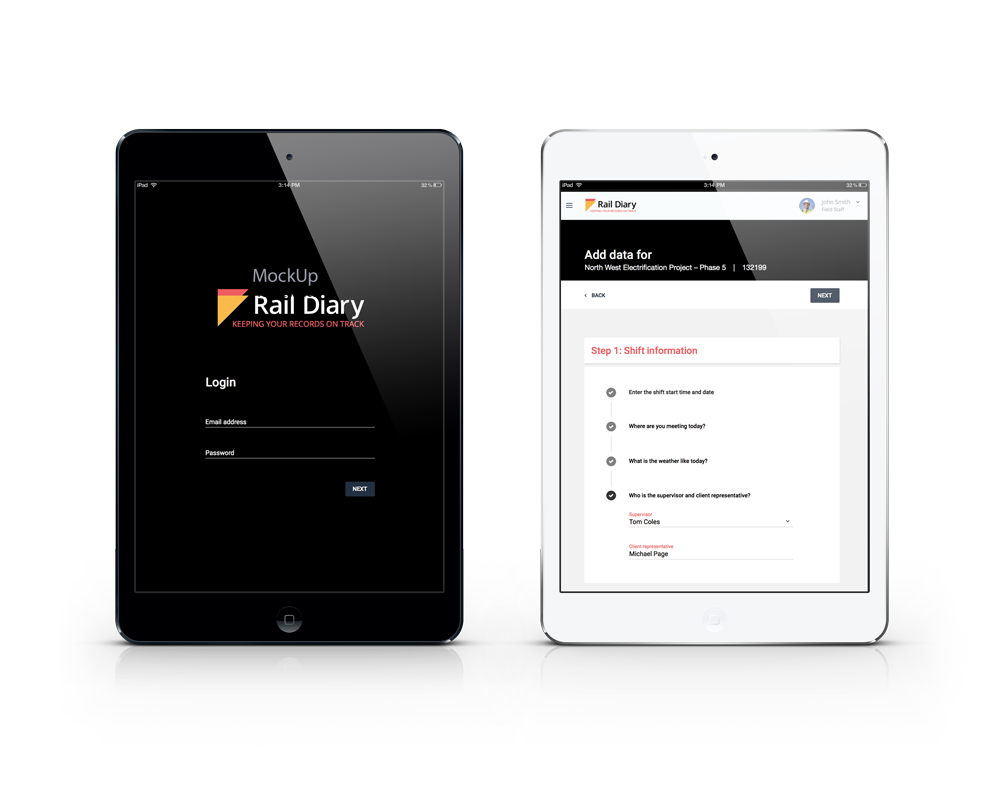 iPad 3:14 PM 32 %
MockUp
Rail Diary
KEEPING YOUR RECORDS ON TRACK
Login
Email address
Password
NEXT
iPad 3:14 PM 32 %
Rail Diary
KEEPING YOUR RECORDS ON TRACK
John Smith
Field Staff
Add data for
North West Electrification Project – Phase 5 | 132199
‹ BACK NEXT
Step 1: Shift information
Enter the shift start time and date
Where are you meeting today?
What is the weather like today?
Who is the supervisor and client representative?
Supervisor
Tom Coles
Client representative
Michael Page